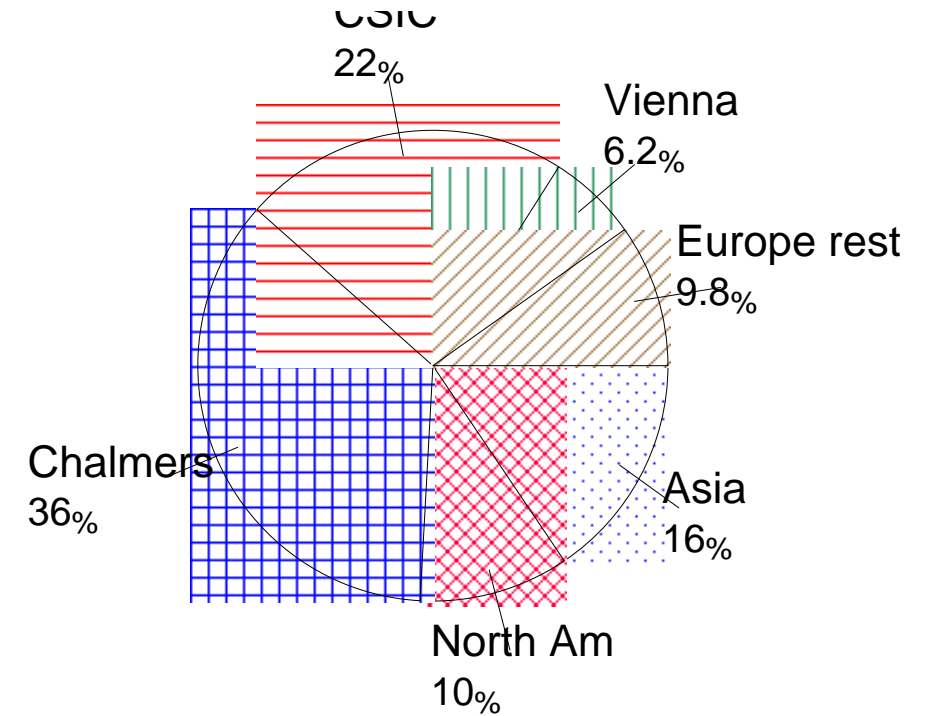 CSIC
22%
Vienna
6.2%
Europe rest
9.8%
Chalmers
36%
Asia
16%
North Am
10%